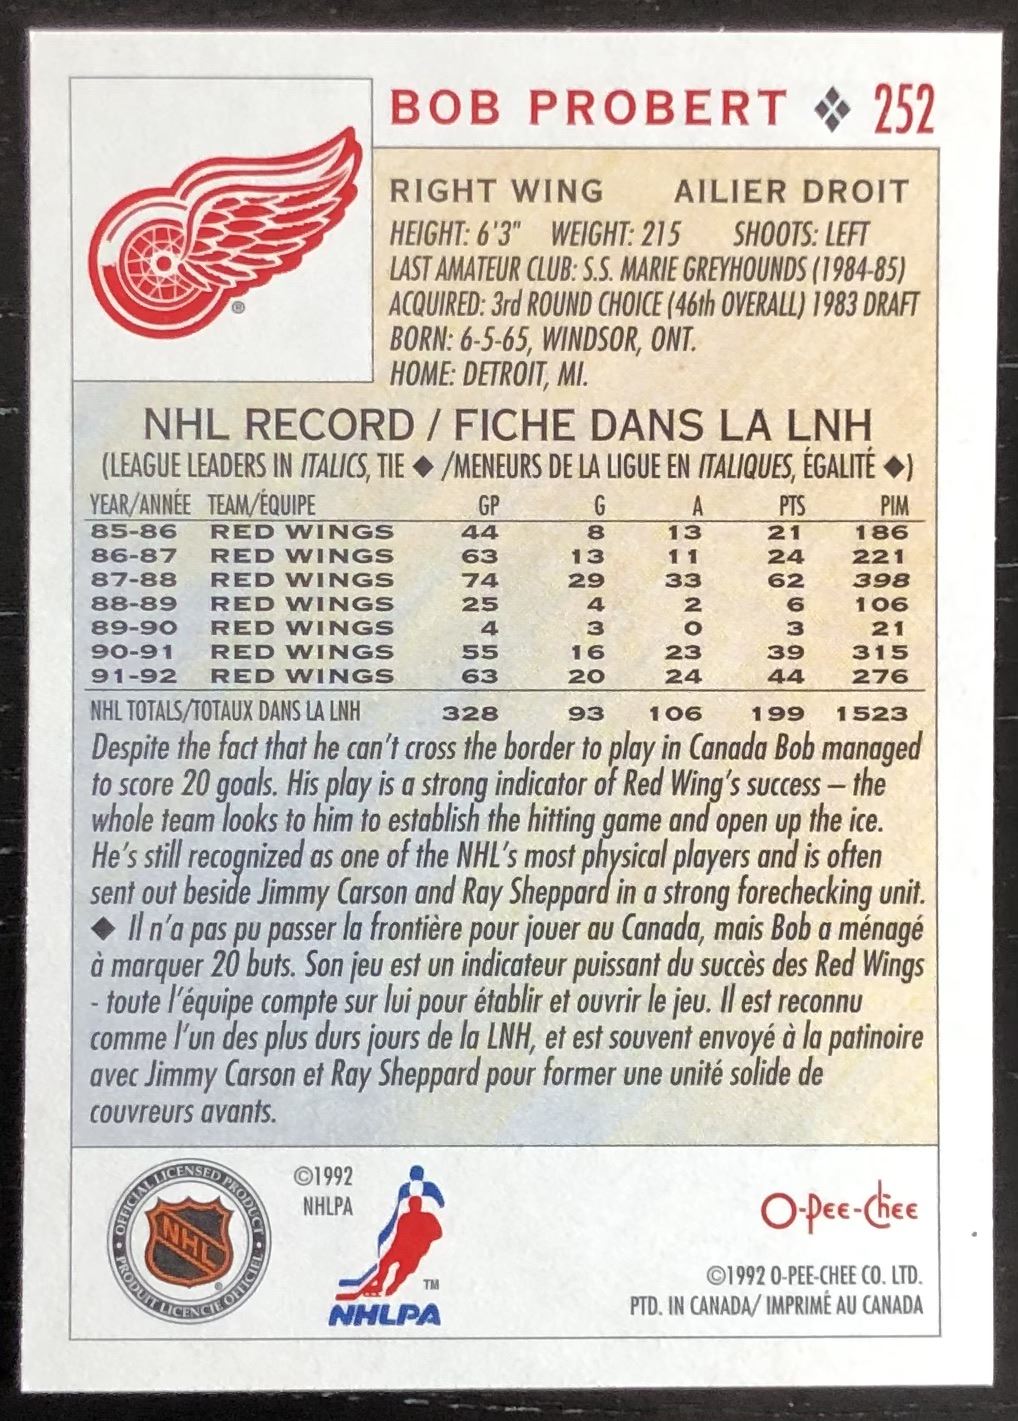 BOB PROBERT 252
RIGHT WING AILIER DROIT
HEIGHT: 6'3" WEIGHT: 215 SHOOTS: LEFT
LAST AMATEUR CLUB: S.S. MARIE GREYHOUNDS (1984-85)
ACQUIRED: 3rd ROUND CHOICE (46th OVERALL) 1983 DRAFT
BORN: 6-5-65, WINDSOR, ONT.
HOME: DETROIT, MI.
®
NHL RECORD / FICHE DANS LA LNH
(LEAGUE LEADERS IN ITALICS, TIE ◆ /MENEURS DE LA LIGUE EN ITALIQUES, ÉGALITÉ ◆)
YEAR/ANNÉE TEAM/ÉQUIPE GP G A PTS PIM
85-86 RED WINGS 44 8 13 21 186
86-87 RED WINGS 63 13 11 24 221
87-88 RED WINGS 74 29 33 62 398
88-89 RED WINGS 25 4 2 6 106
89-90 RED WINGS 4 3 0 3 21
90-91 RED WINGS 55 16 23 39 315
91-92 RED WINGS 63 20 24 44 276
NHL TOTALS/TOTAUX DANS LA LNH 328 93 106 199 1523
Despite the fact that he can't cross the border to play in Canada Bob managed
to score 20 goals. His play is a strong indicator of Red Wing's success – the
whole team looks to him to establish the hitting game and open up the ice.
He's still recognized as one of the NHL's most physical players and is often
sent out beside Jimmy Carson and Ray Sheppard in a strong forechecking unit.
◆ Il n'a pas pu passer la frontière pour jouer au Canada, mais Bob a ménagé
à marquer 20 buts. Son jeu est un indicateur puissant du succès des Red Wings
- toute l'équipe compte sur lui pour établir et ouvrir le jeu. Il est reconnu
comme l'un des plus durs jours de la LNH, et est souvent envoyé à la patinoire
avec Jimmy Carson et Ray Sheppard pour former une unité solide de
couvreurs avants.
OFFICIAL LICENSED PRODUCT
NHL
®
PRODUIT LICENCIE OFFICIEL
©1992
NHLPA
TM
NHLPA
O-Pee-Chee
©1992 O-PEE-CHEE CO. LTD.
PTD. IN CANADA/ IMPRIMÉ AU CANADA